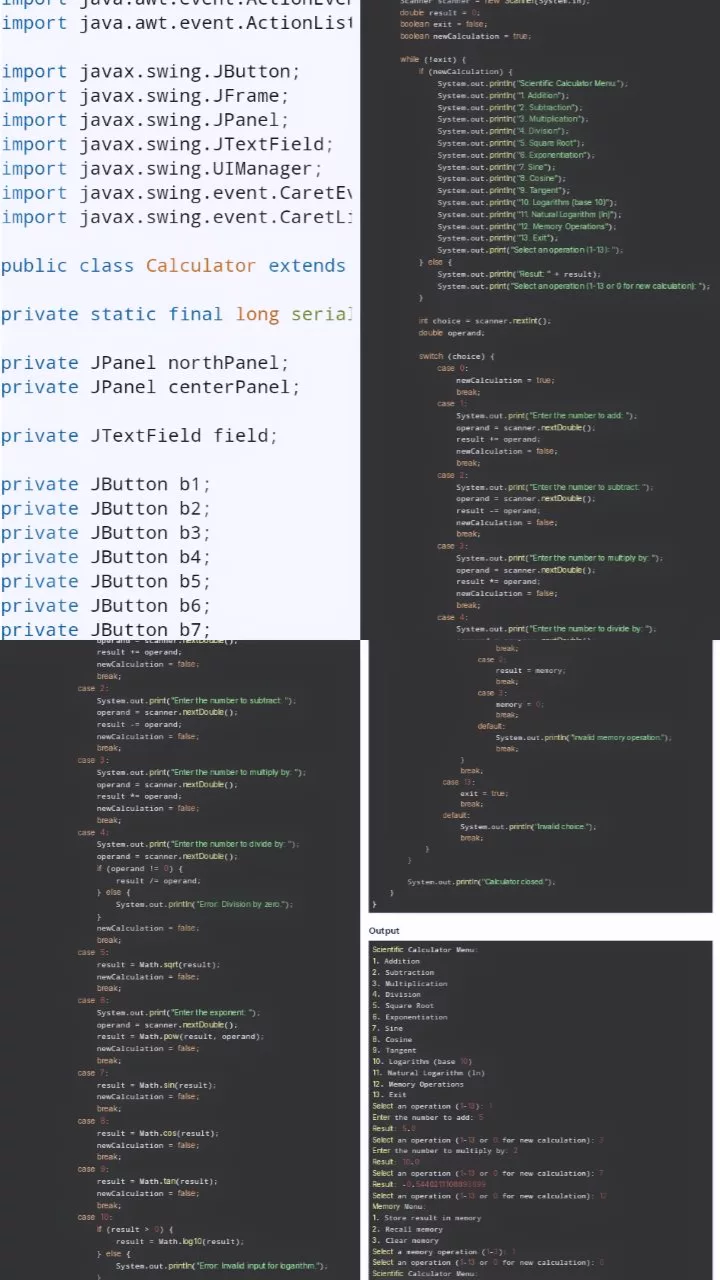 import java.awt.event.ActionEve
import java.awt.event.ActionList
import javax.swing.JButton;
import javax.swing.JFrame;
import javax.swing.JPanel;
import javax.swing.JTextField;
import javax.swing.UIManager;
import javax.swing.event.CaretEv
import javax.swing.event.CaretLi
public class Calculator extends
private static final long serial
private JPanel northPanel;
private JPanel centerPanel;
private JTextField field;
private JButton b1;
private JButton b2;
private JButton b3;
private JButton b4;
private JButton b5;
private JButton b6;
private JButton b7;
Scanner scanner = new Scanner(System.in);
double result = 0;
boolean exit = false;
boolean newCalculation = true;
while (!exit) {
if (newCalculation) {
System.out.println("Scientific Calculator Menu:");
System.out.println("1. Addition");
System.out.println("2. Subtraction");
System.out.println("3. Multiplication");
System.out.println("4. Division");
System.out.println("5. Square Root");
System.out.println("6. Exponentiation");
System.out.println("7. Sine");
System.out.println("8. Cosine");
System.out.println("9. Tangent");
System.out.println("10. Logarithm (base 10)");
System.out.println("11. Natural Logarithm (ln)");
System.out.println("12. Memory Operations");
System.out.println("13. Exit");
System.out.print("Select an operation (1-13): ");
} else {
System.out.println("Result: " + result);
System.out.print("Select an operation (1-13 or 0 for new calculation): ");
}
int choice = scanner.nextInt();
double operand;
switch (choice) {
case 0:
newCalculation = true;
break;
case 1:
System.out.print("Enter the number to add: ");
operand = scanner.nextDouble();
result += operand;
newCalculation = false;
break;
case 2:
System.out.print("Enter the number to subtract: ");
operand = scanner.nextDouble();
result -= operand;
newCalculation = false;
break;
case 3:
System.out.print("Enter the number to multiply by: ");
operand = scanner.nextDouble();
result *= operand;
newCalculation = false;
break;
case 4:
System.out.print("Enter the number to divide by: ");
operand = scanner.nextDouble();
result += operand;
newCalculation = false;
break;
case 2:
System.out.print("Enter the number to subtract: ");
operand = scanner.nextDouble();
result -= operand;
newCalculation = false;
break;
case 3:
System.out.print("Enter the number to multiply by: ");
operand = scanner.nextDouble();
result *= operand;
newCalculation = false;
break;
case 4:
System.out.print("Enter the number to divide by: ");
operand = scanner.nextDouble();
if (operand != 0) {
result /= operand;
} else {
System.out.println("Error: Division by zero.");
}
newCalculation = false;
break;
case 5:
result = Math.sqrt(result);
newCalculation = false;
break;
case 6:
System.out.print("Enter the exponent: ");
operand = scanner.nextDouble();
result = Math.pow(result, operand);
newCalculation = false;
break;
case 7:
result = Math.sin(result);
newCalculation = false;
break;
case 8:
result = Math.cos(result);
newCalculation = false;
break;
case 9:
result = Math.tan(result);
newCalculation = false;
break;
case 10:
if (result > 0) {
result = Math.log10(result);
} else {
System.out.println("Error: Invalid input for logarithm.");
}
break;
case 2:
result = memory;
break;
case 3:
memory = 0;
break;
default:
System.out.println("Invalid memory operation.");
break;
}
break;
case 13:
exit = true;
break;
default:
System.out.println("Invalid choice.");
break;
}
}
System.out.println("Calculator closed.");
}
}
Output
Scientific Calculator Menu:
1. Addition
2. Subtraction
3. Multiplication
4. Division
5. Square Root
6. Exponentiation
7. Sine
8. Cosine
9. Tangent
10. Logarithm (base 10)
11. Natural Logarithm (ln)
12. Memory Operations
13. Exit
Select an operation (1-13): 1
Enter the number to add: 5
Result: 5.0
Select an operation (1-13 or 0 for new calculation): 3
Enter the number to multiply by: 2
Result: 10.0
Select an operation (1-13 or 0 for new calculation): 7
Result:
Select an operation (1-13 or 0 for new calculation): 12
Memory Menu:
1. Store result in memory
2. Recall memory
3. Clear memory
Select a memory operation (1-3): 1
Select an operation (1-13 or 0 for new calculation): 0
Scientific Calculator Menu: